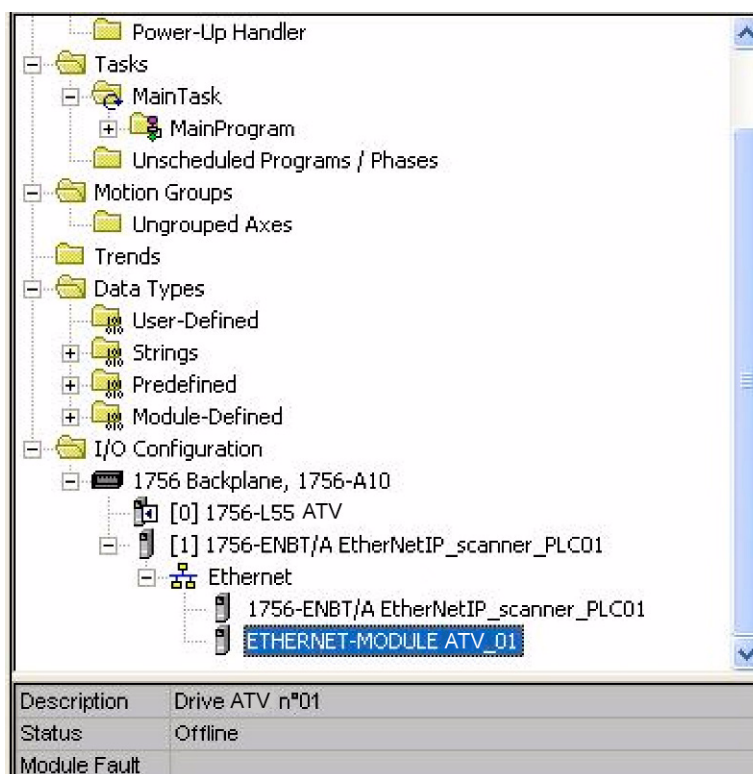 Power-Up Handler
Tasks
MainTask
MainProgram
Unscheduled Programs / Phases
Motion Groups
Ungrouped Axes
Trends
Data Types
User-Defined
Strings
Predefined
Module-Defined
I/O Configuration
1756 Backplane, 1756-A10
[0] 1756-L55 ATV
[1] 1756-ENBT/A EtherNetIP_scanner_PLC01
Ethernet
1756-ENBT/A EtherNetIP_scanner_PLC01
ETHERNET-MODULE ATV_01
Description Drive ATV n°01
Status Offline
Module Fault